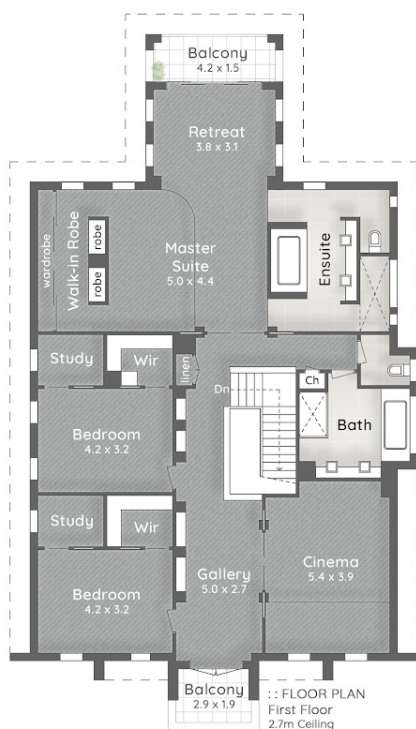 Balcony
4.2 x 1.5
Retreat
3.8 x 3.1
wardrobe
Walk-In Robe
robe
robe
Master
Suite
5.0 x 4.4
Ensuite
Study
Wir
linen
Dn
Ch
Bath
Bedroom
4.2 x 3.2
Study
Wir
Bedroom
4.2 x 3.2
Gallery
5.0 x 2.7
Cinema
5.4 x 3.9
Balcony
2.9 x 1.9
:: FLOOR PLAN
First Floor
2.7m Ceiling